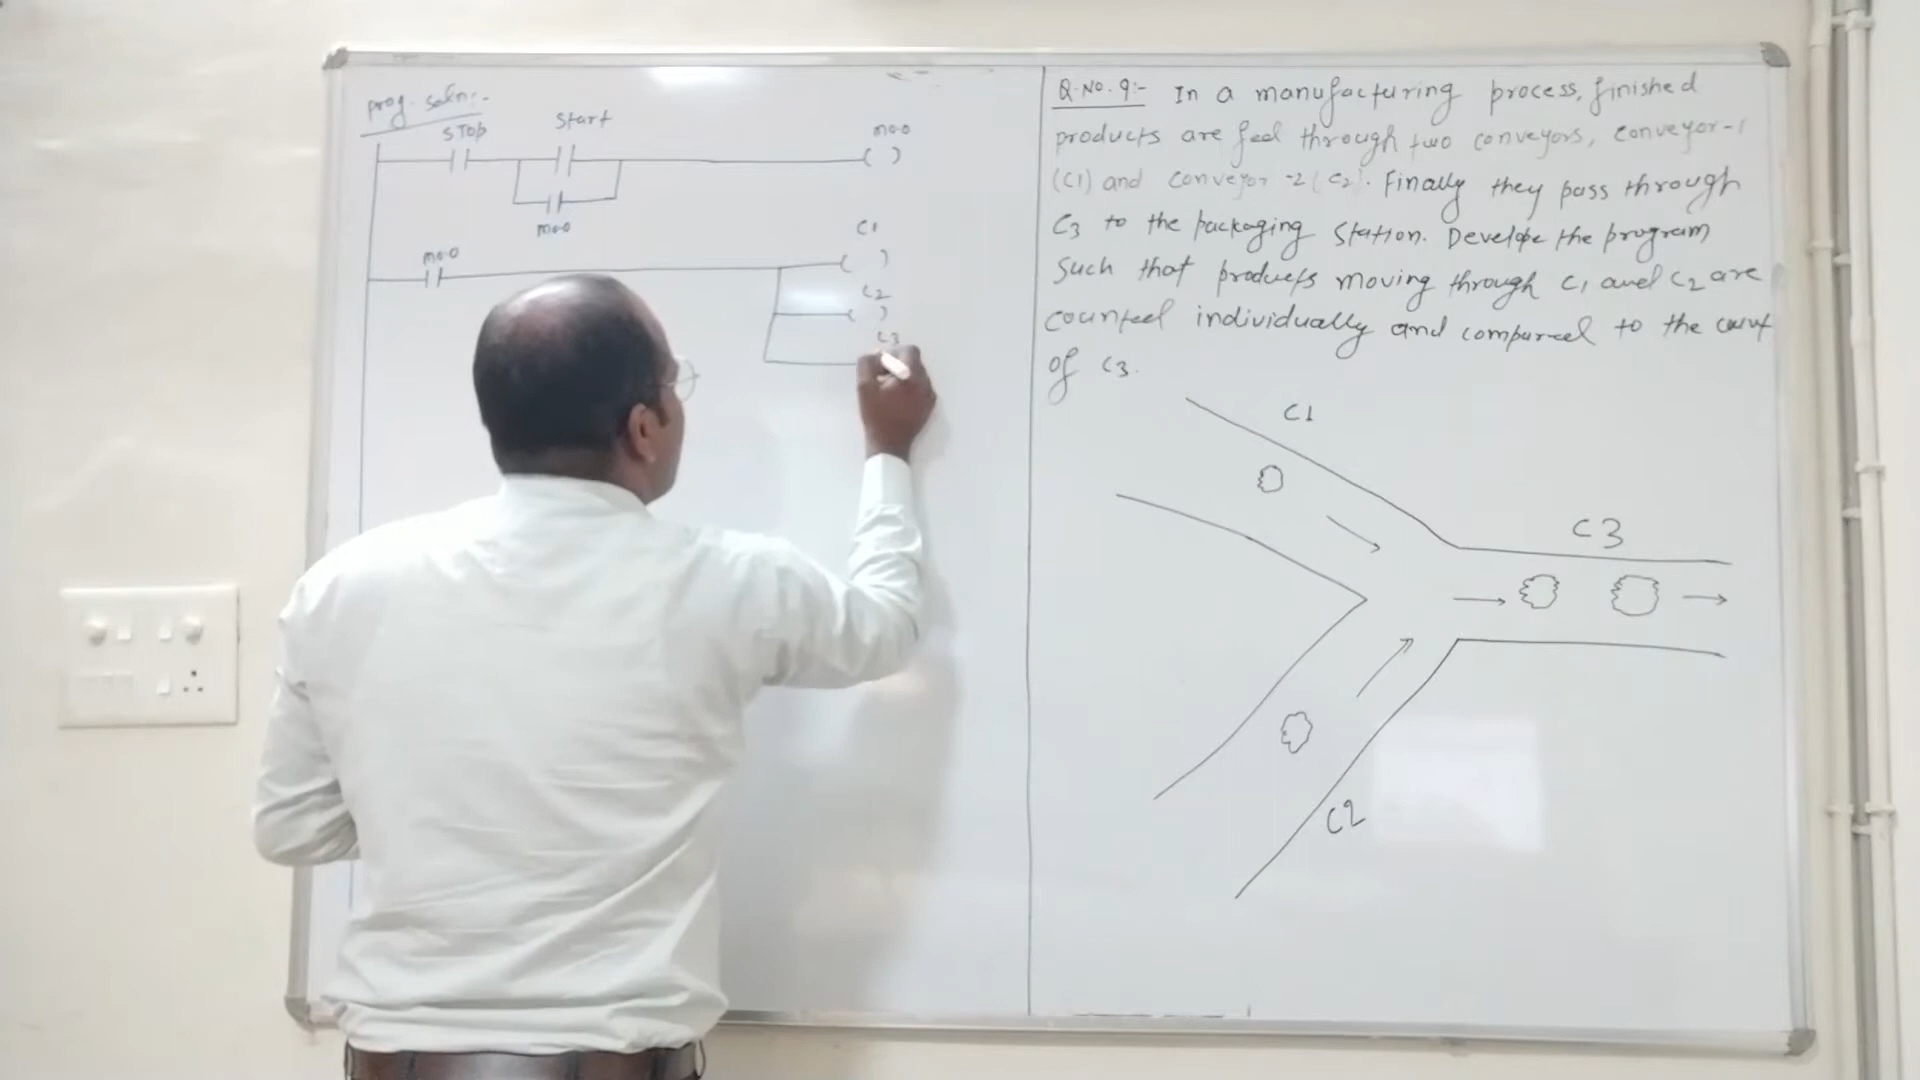 prog. soln:-
STOP
Start
m0.0
m0.0
m0.0
C1
C2
C3
Q.No. 9:- In a manufacturing process, finished
products are feed through two conveyors, conveyor-1
(C1) and conveyor -2 (C2). Finally they pass through
C3 to the packaging Station. Develope the program
Such that products moving through C1 and C2 are
counted individually and compared to the count
of C3.
C1
C3
C2